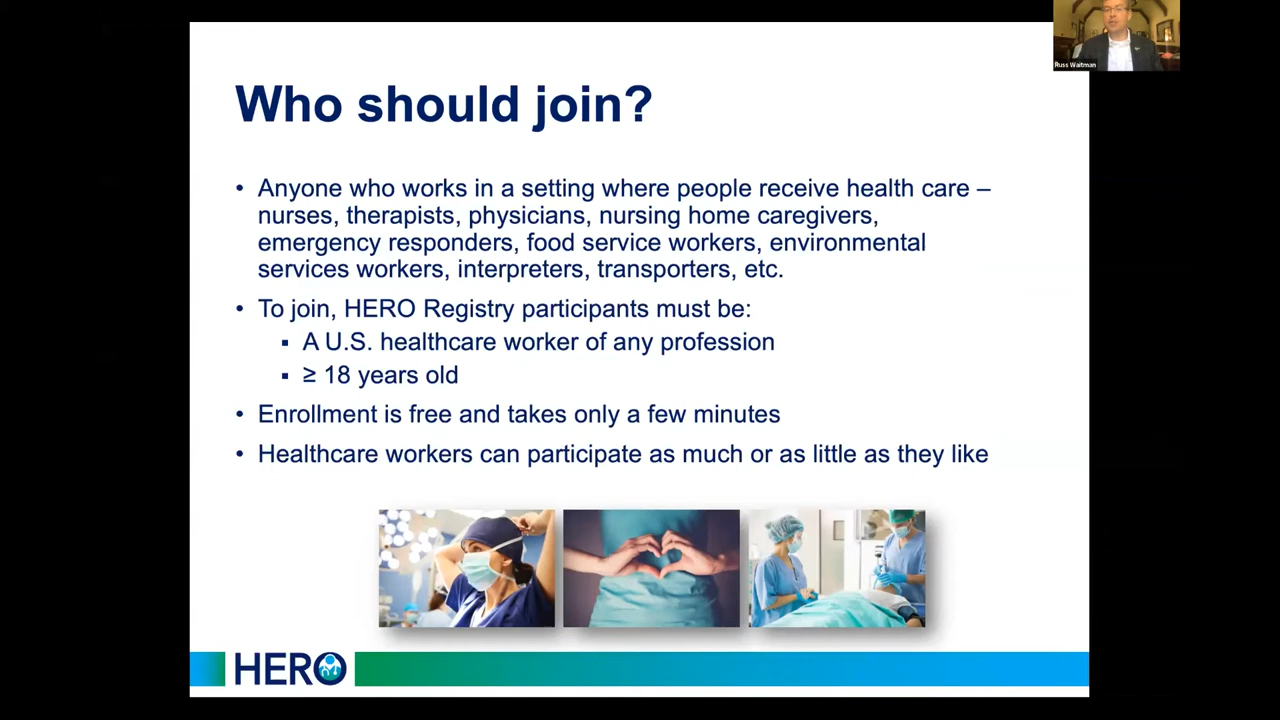 Russ Waitman
Who should join?
• Anyone who works in a setting where people receive health care –
nurses, therapists, physicians, nursing home caregivers,
emergency responders, food service workers, environmental
services workers, interpreters, transporters, etc.
• To join, HERO Registry participants must be:
▪ A U.S. healthcare worker of any profession
▪ ≥ 18 years old
• Enrollment is free and takes only a few minutes
• Healthcare workers can participate as much or as little as they like
HERO